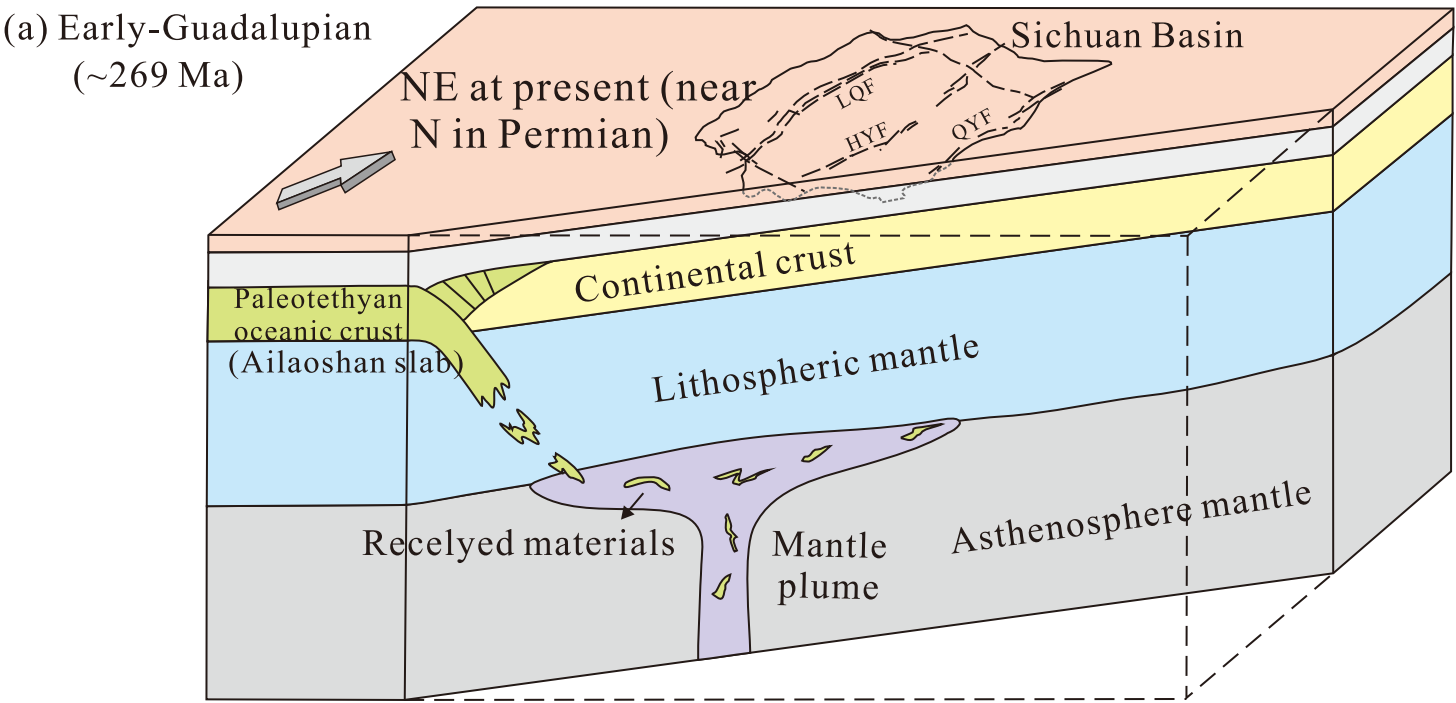 (a) Early-Guadalupian
(~269 Ma)
Sichuan Basin
NE at present (near
N in Permian)
LQF
HYF
QYF
Continental crust
Paleotethyan
oceanic crust
(Ailaoshan slab)
Lithospheric mantle
Recelyed materials
Mantle
plume
Asthenosphere mantle